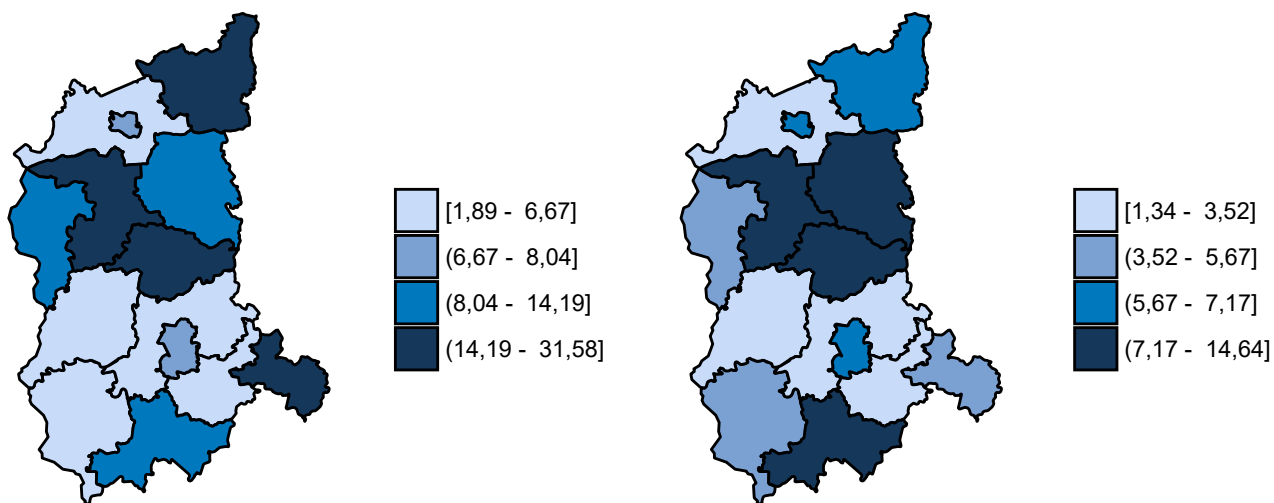 [1,89 - 6,67]
(6,67 - 8,04]
(8,04 - 14,19]
(14,19 - 31,58]
[1,34 - 3,52]
(3,52 - 5,67]
(5,67 - 7,17]
(7,17 - 14,64]